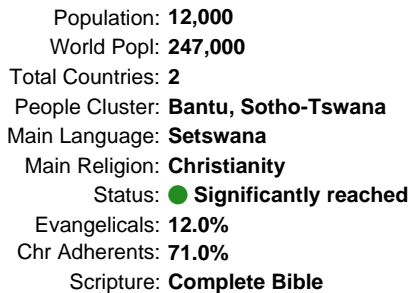 Population: 12,000
World Popl: 247,000
Total Countries: 2
People Cluster: Bantu, Sotho-Tswana
Main Language: Setswana
Main Religion: Christianity
Status: Significantly reached
Evangelicals: 12.0%
Chr Adherents: 71.0%
Scripture: Complete Bible